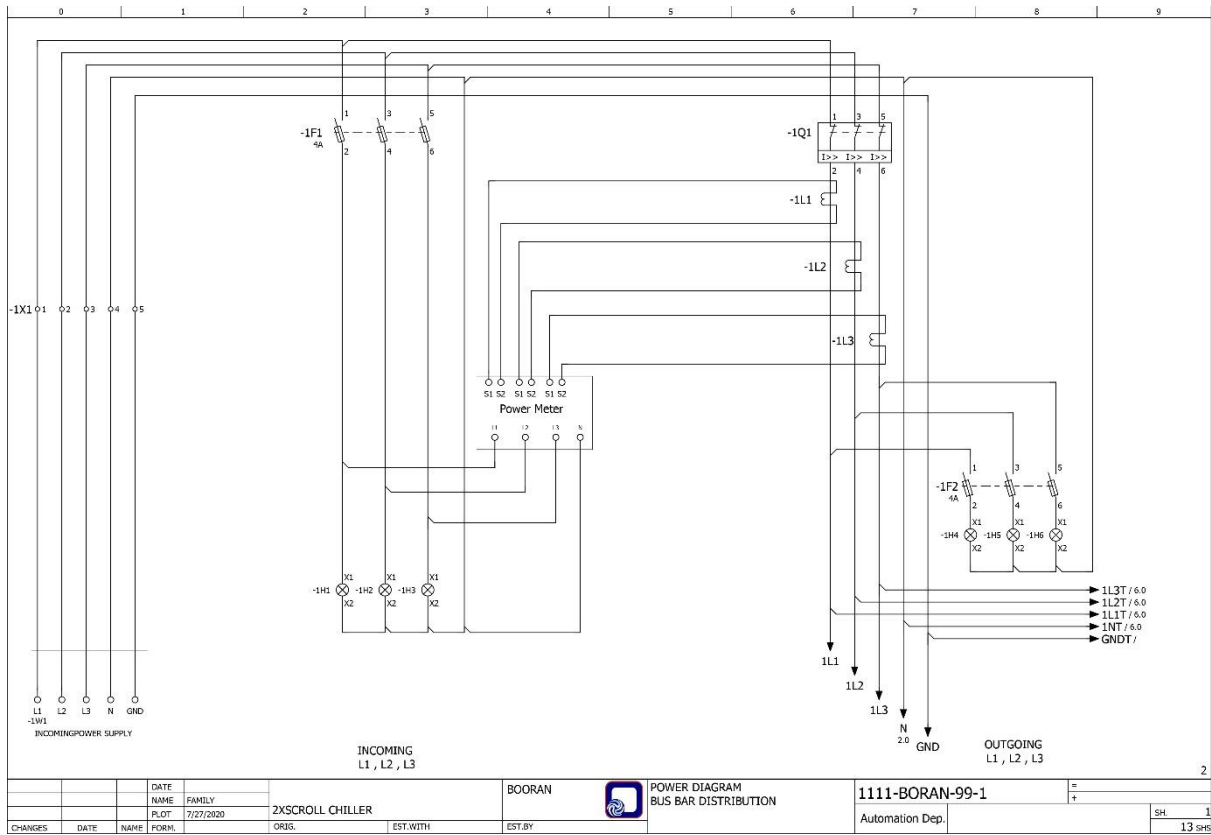 0 1 2 3 4 5 6 7 8 9
1 3 5
-1F1
4A
2 4 6
1 3 5
-1Q1
I>> I>> I>>
2 4 6
-1L1
-1L2
-1X1 1 2 3 4 5
-1L3
S1 S2 S1 S2 S1 S2
Power Meter
L1 L2 L3 N
1 3 5
-1F2
4A
2 4 6
X1 X1 X1
-1H4 -1H5 -1H6
X2 X2 X2
X1 X1 X1
-1H1 -1H2 -1H3
X2 X2 X2
1L3T / 6.0
1L2T / 6.0
1L1T / 6.0
1NT / 6.0
GNDT /
1L1
1L2
1L3
N
2.0
GND
L1 L2 L3 N GND
-1W1
INCOMINGPOWER SUPPLY
INCOMING
L1 , L2 , L3
OUTGOING
L1 , L2 , L3
2
DATE
NAME FAMILY
PLOT 7/27/2020
CHANGES DATE NAME FORM.
2XSCROLL CHILLER
ORIG. EST.WITH EST.BY
BOORAN
POWER DIAGRAM
BUS BAR DISTRIBUTION
1111-BORAN-99-1
Automation Dep.
=
+
SH. 1
13 SHS